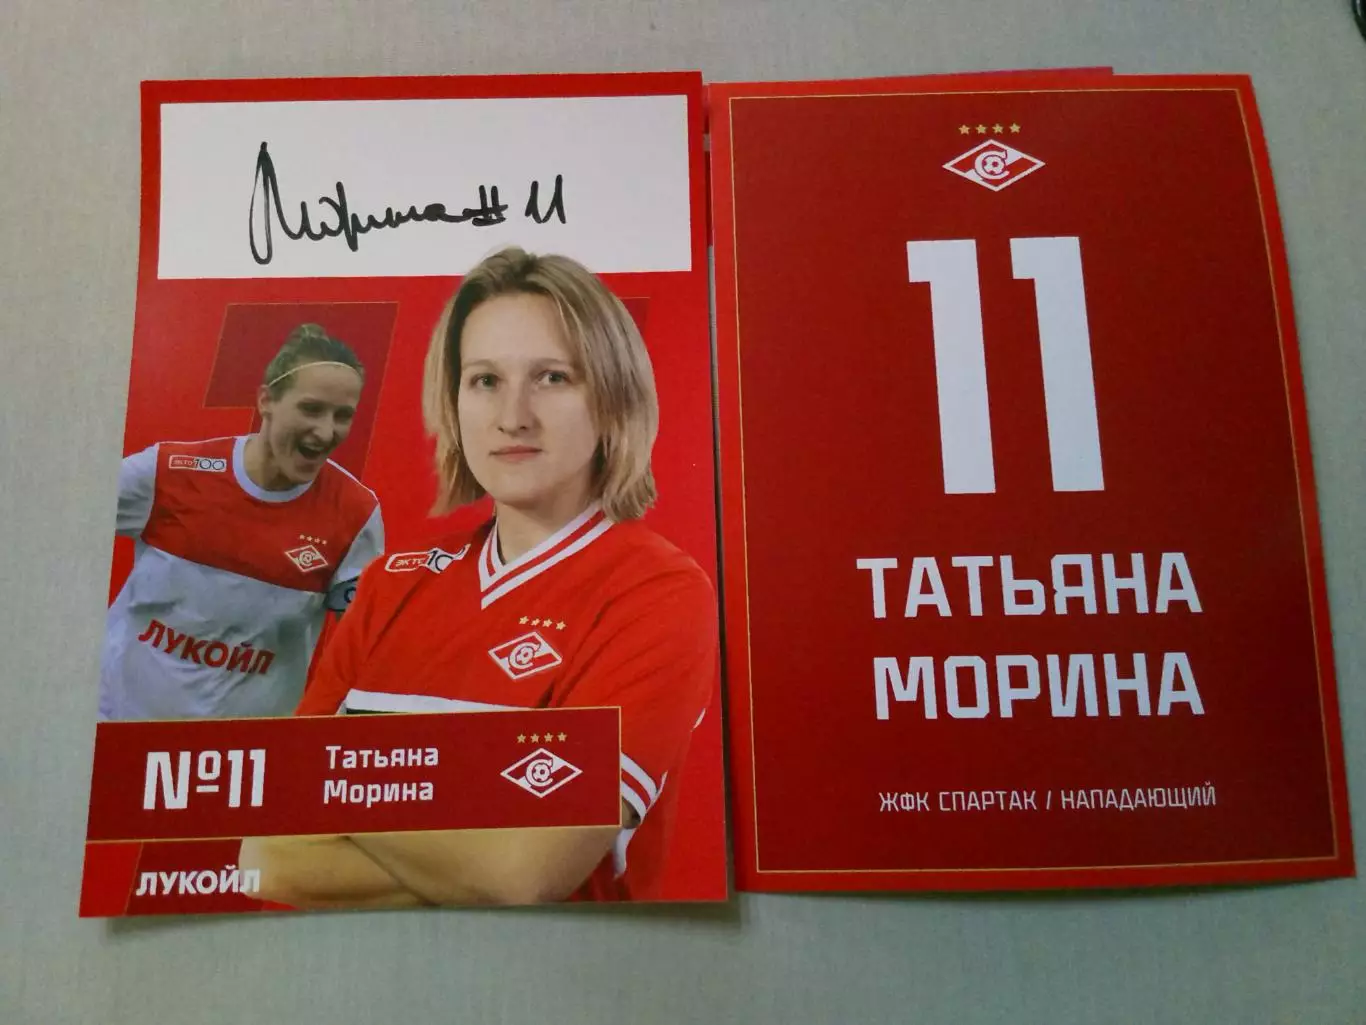 Морина # 11
ЭКТО 100
ЛУКОЙЛ
ЭКТО 100
№11
Татьяна
Морина
ЛУКОЙЛ
11
ТАТЬЯНА
МОРИНА
ЖФК СПАРТАК / НАПАДАЮЩИЙ